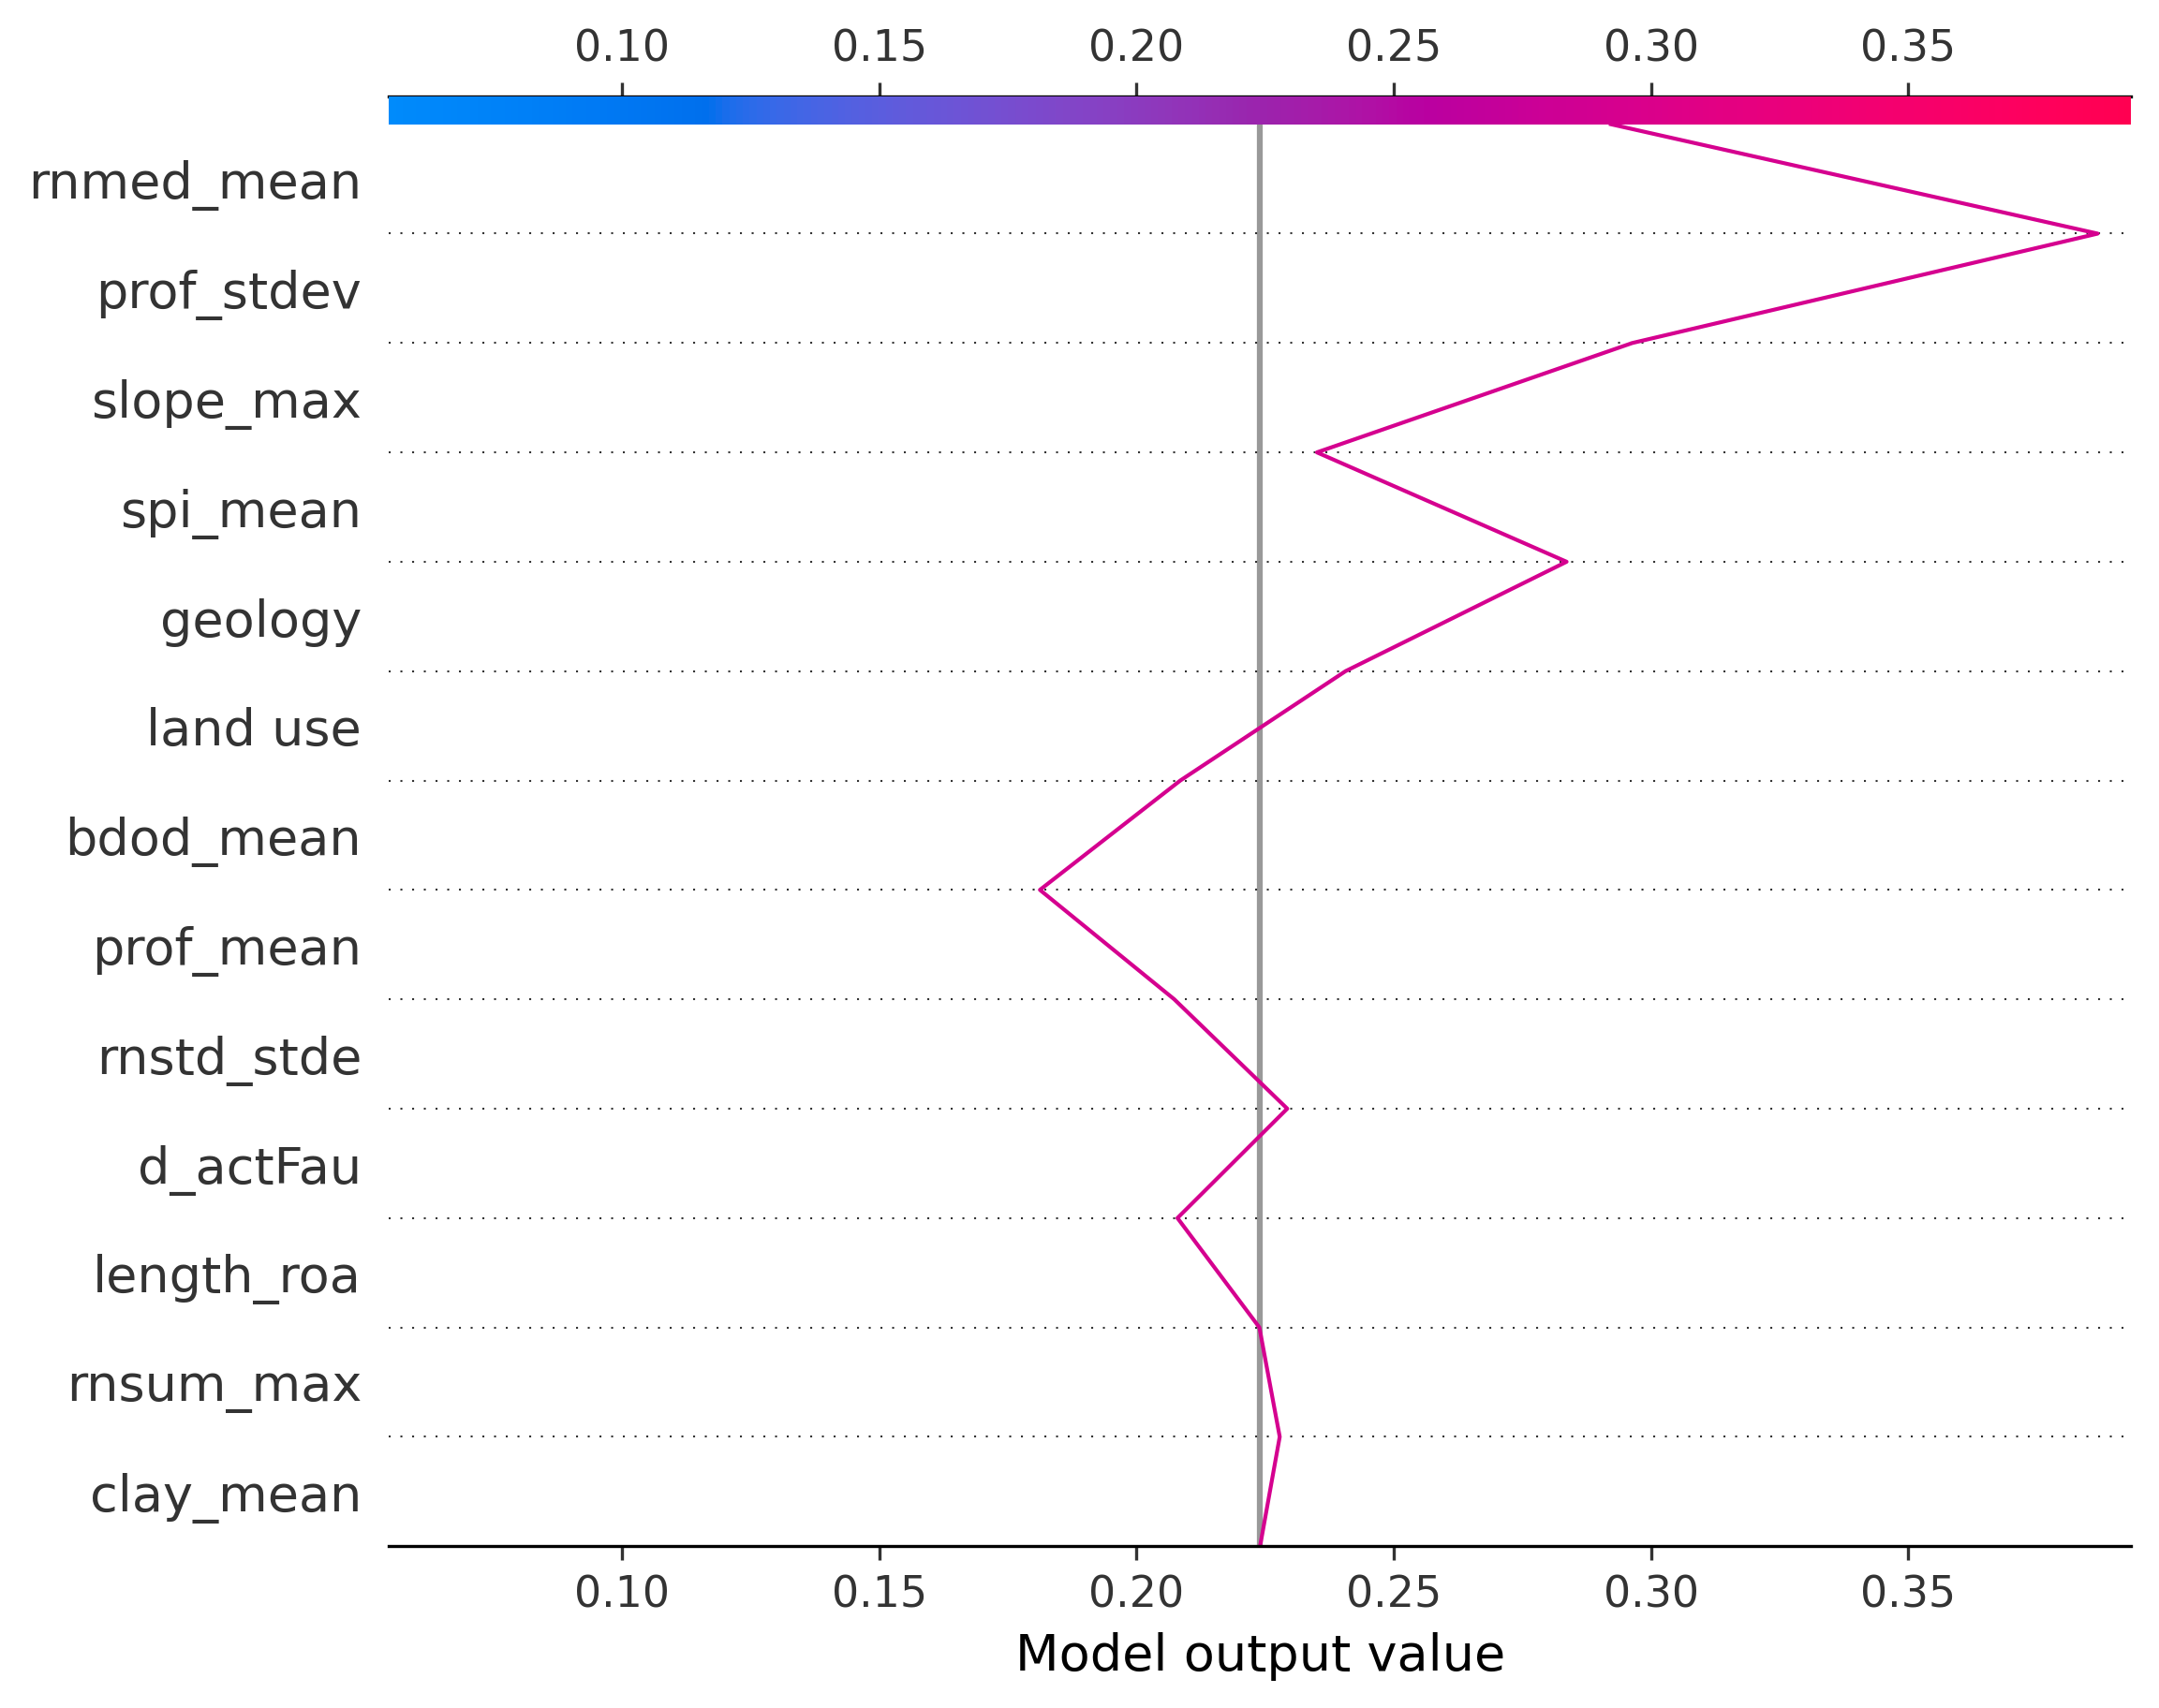 0.10 0.15 0.20 0.25 0.30 0.35
rnmed_mean
prof_stdev
slope_max
spi_mean
geology
land use
bdod_mean
prof_mean
rnstd_stde
d_actFau
length_roa
rnsum_max
clay_mean
0.10 0.15 0.20 0.25 0.30 0.35
Model output value